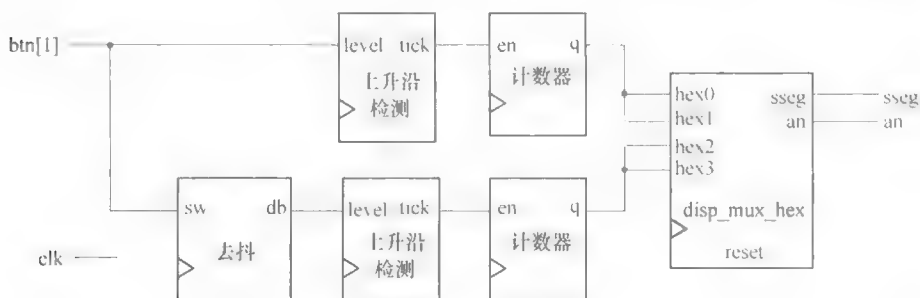 btn[1]
level tick
上升沿
检测
en q
计数器
hex0 sseg
hex1 an
hex2
hex3
disp_mux_hex
reset
sseg
an
sw db
去抖
level tick
上升沿
检测
en q
计数器
clk